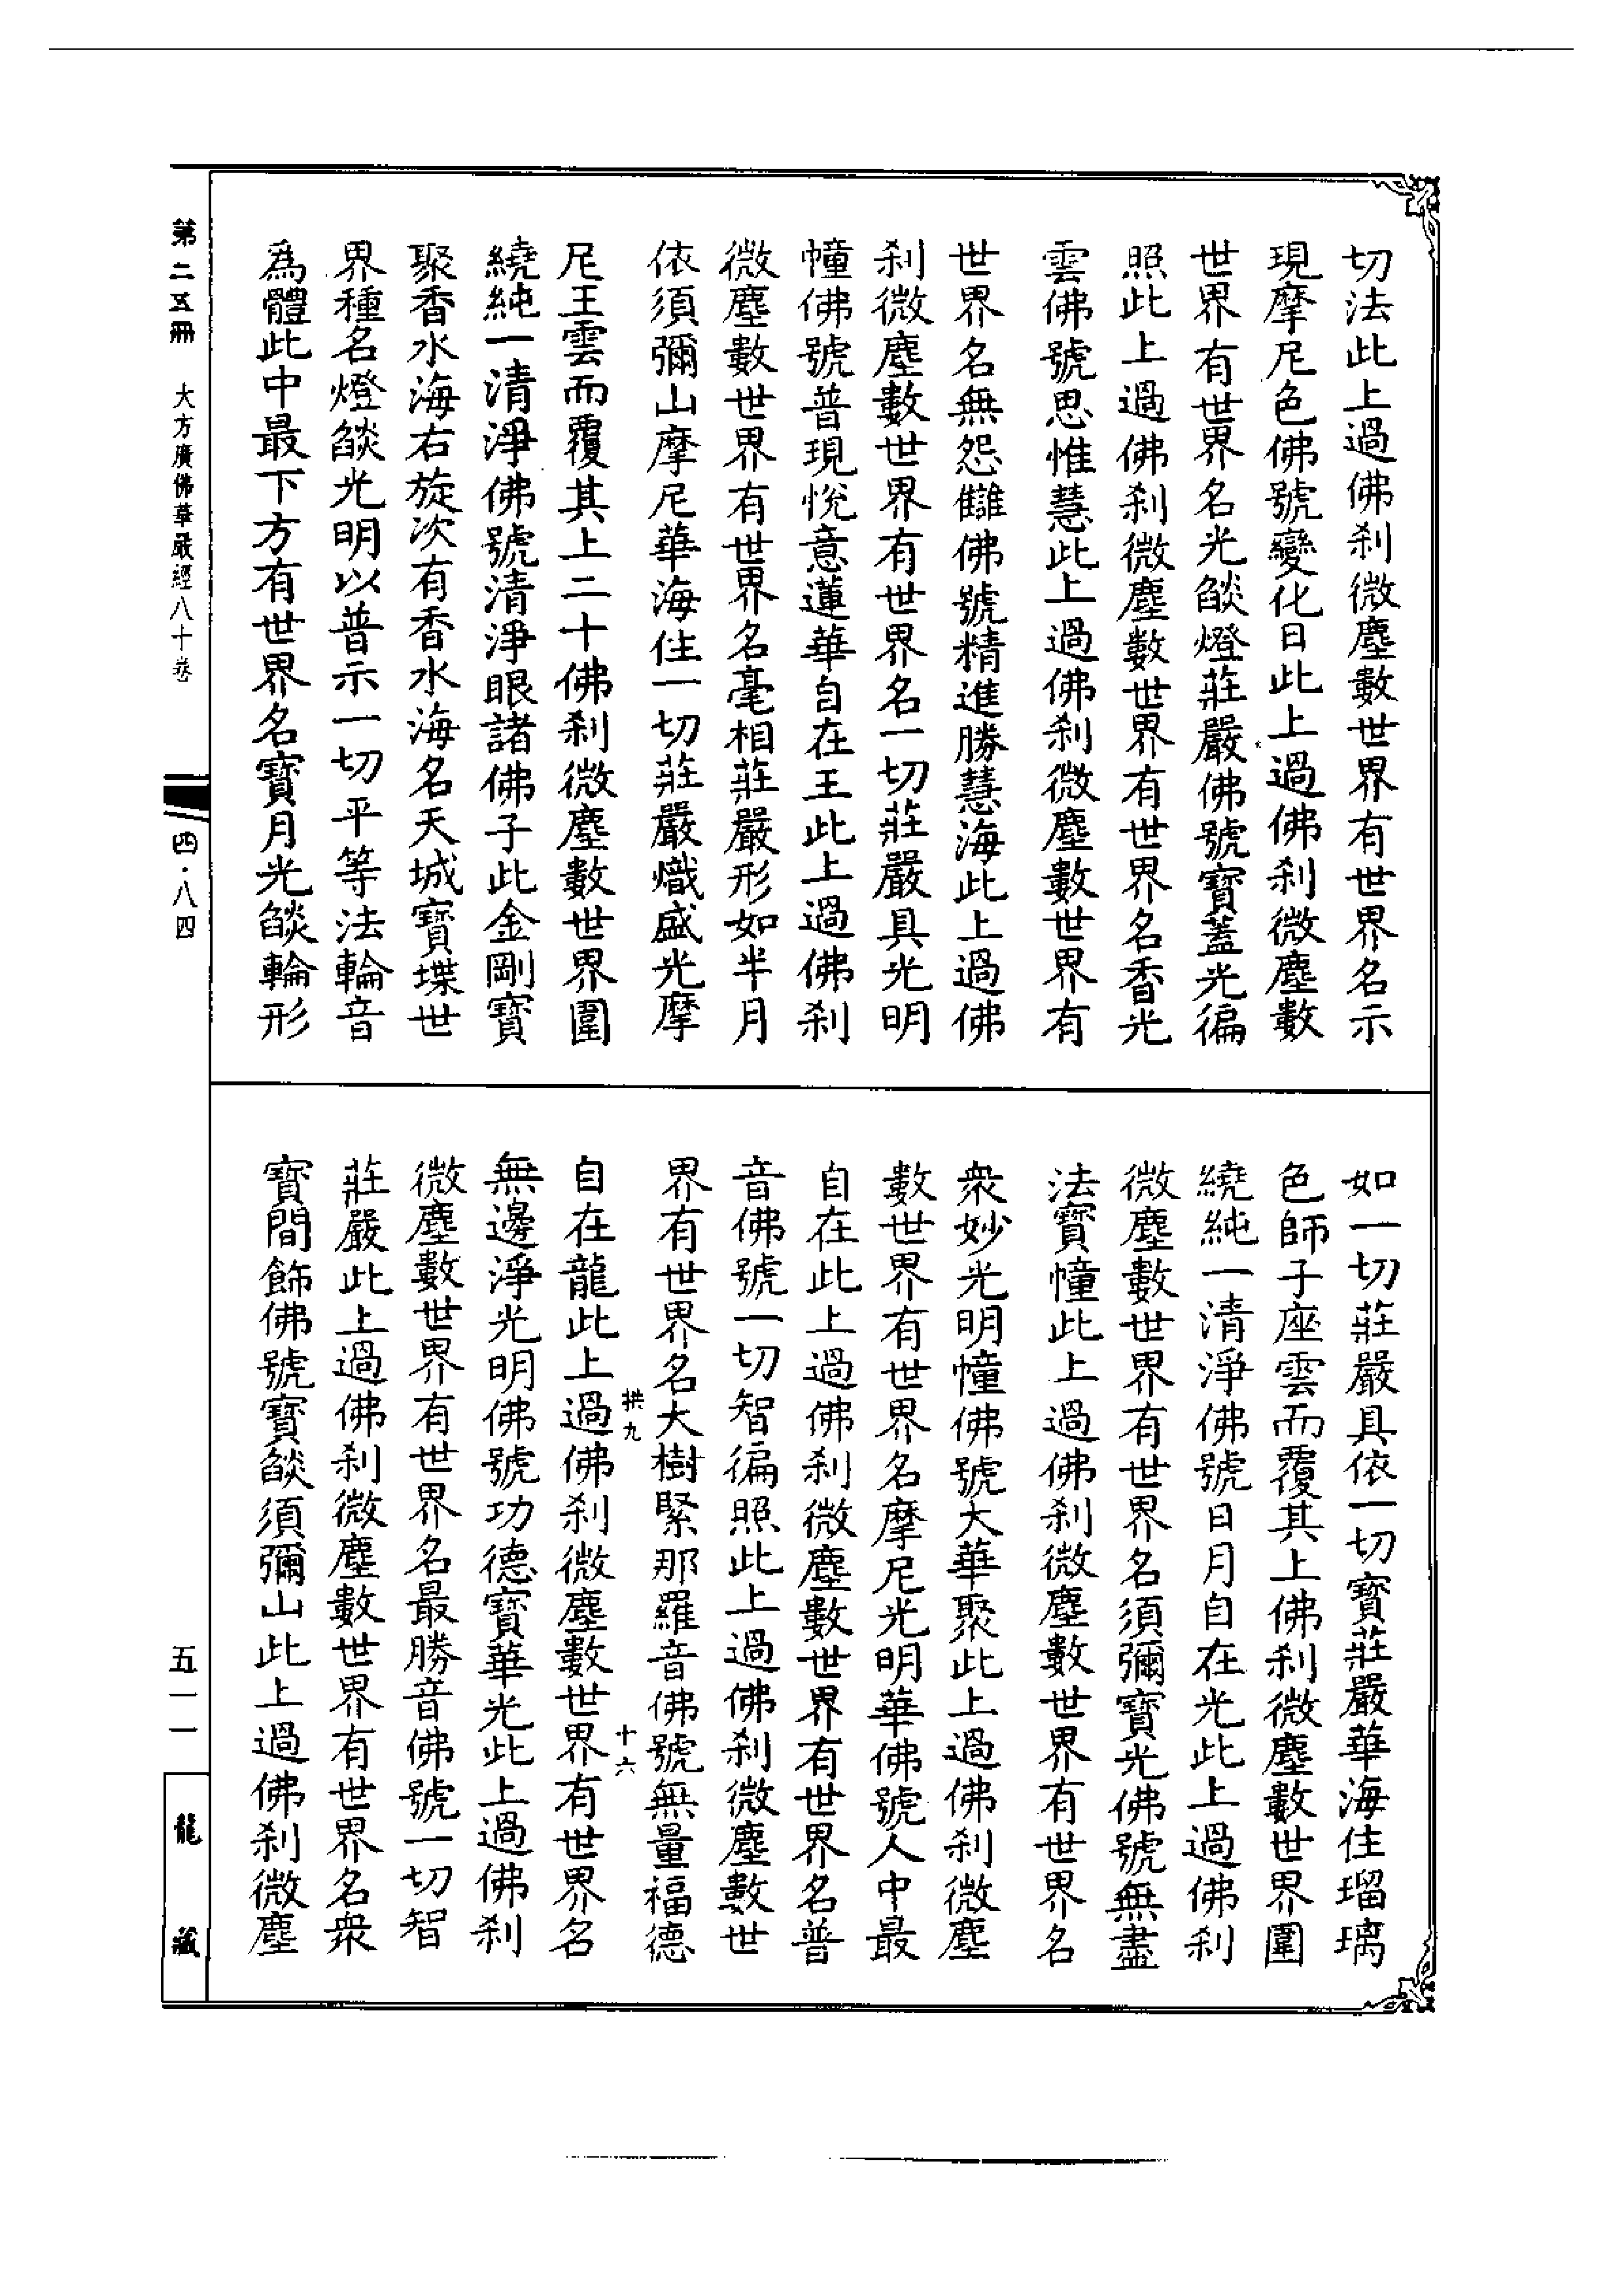 切法此上過佛刹微塵數世界有世界名示
現摩尼色佛號變化日此上過佛刹微塵數
世界有世界名光𦦨燈莊嚴佛號寶蓋光徧
照此上過佛刹微塵數世界有世界名香光
雲佛號思惟慧此上過佛刹微塵數世界有
世界名無怨讎佛號精進勝慧海此上過佛
刹微塵數世界有世界名一切莊嚴具光明
幢佛號普現悅意蓮華自在王此上過佛刹
微塵數世界有世界名毫相莊嚴形如半月
依須彌山摩尼華海住一切莊嚴熾盛光摩
尼王雲而覆其上二十佛刹微塵數世界圍
繞純一清淨佛號清淨眼諸佛子此金剛寶
聚香水海右旋次有香水海名天城寶堞世
界種名燈𦦨光明以普示一切平等法輪音
為體此中最下方有世界名寶月光𦦨輪形
如一切莊嚴具依一切寶莊嚴華海住瑠璃
色師子座雲而覆其上佛刹微塵數世界圍
繞純一清淨佛號日月自在光此上過佛刹
微塵數世界有世界名須彌寶光佛號無盡
法寶幢此上過佛刹微塵數世界有世界名
衆妙光明幢佛號大華聚此上過佛刹微塵
數世界有世界名摩尼光明華佛號人中最
自在此上過佛刹微塵數世界有世界名普
音佛號一切智徧照此上過佛刹微塵數世
界有世界名大樹緊那羅音佛號無量福德
拱九
十六
自在龍此上過佛刹微塵數世界有世界名
無邊淨光明佛號功德寶華光此上過佛刹
微塵數世界有世界名最勝音佛號一切智
莊嚴此上過佛刹微塵數世界有世界名衆
寶間飾佛號寶𦦨須彌山此上過佛刹微塵
第二五冊 大方廣佛華嚴經八十卷
四·八四
五一一
龍藏